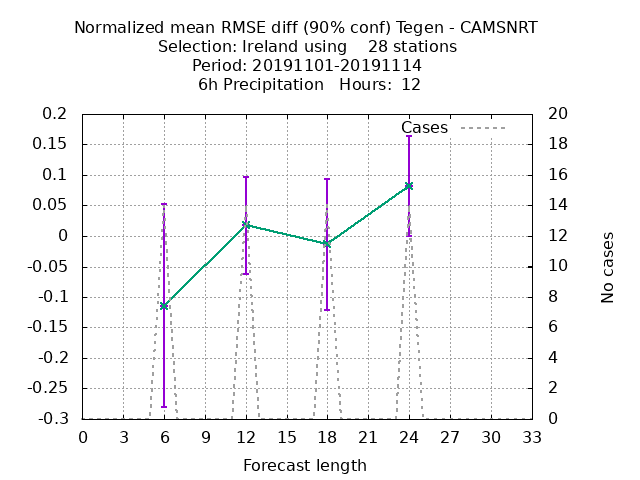 Normalized mean RMSE diff (90% conf) Tegen - CAMSNRT
Selection: Ireland using    28 stations
Period: 20191101-20191114
6h Precipitation   Hours:  12
Cases
0.2
0.15
0.1
0.05
0
-0.05
-0.1
-0.15
-0.2
-0.25
-0.3
20
18
16
14
12
10
8
6
4
2
0
No cases
0 3 6 9 12 15 18 21 24 27 30 33
Forecast length